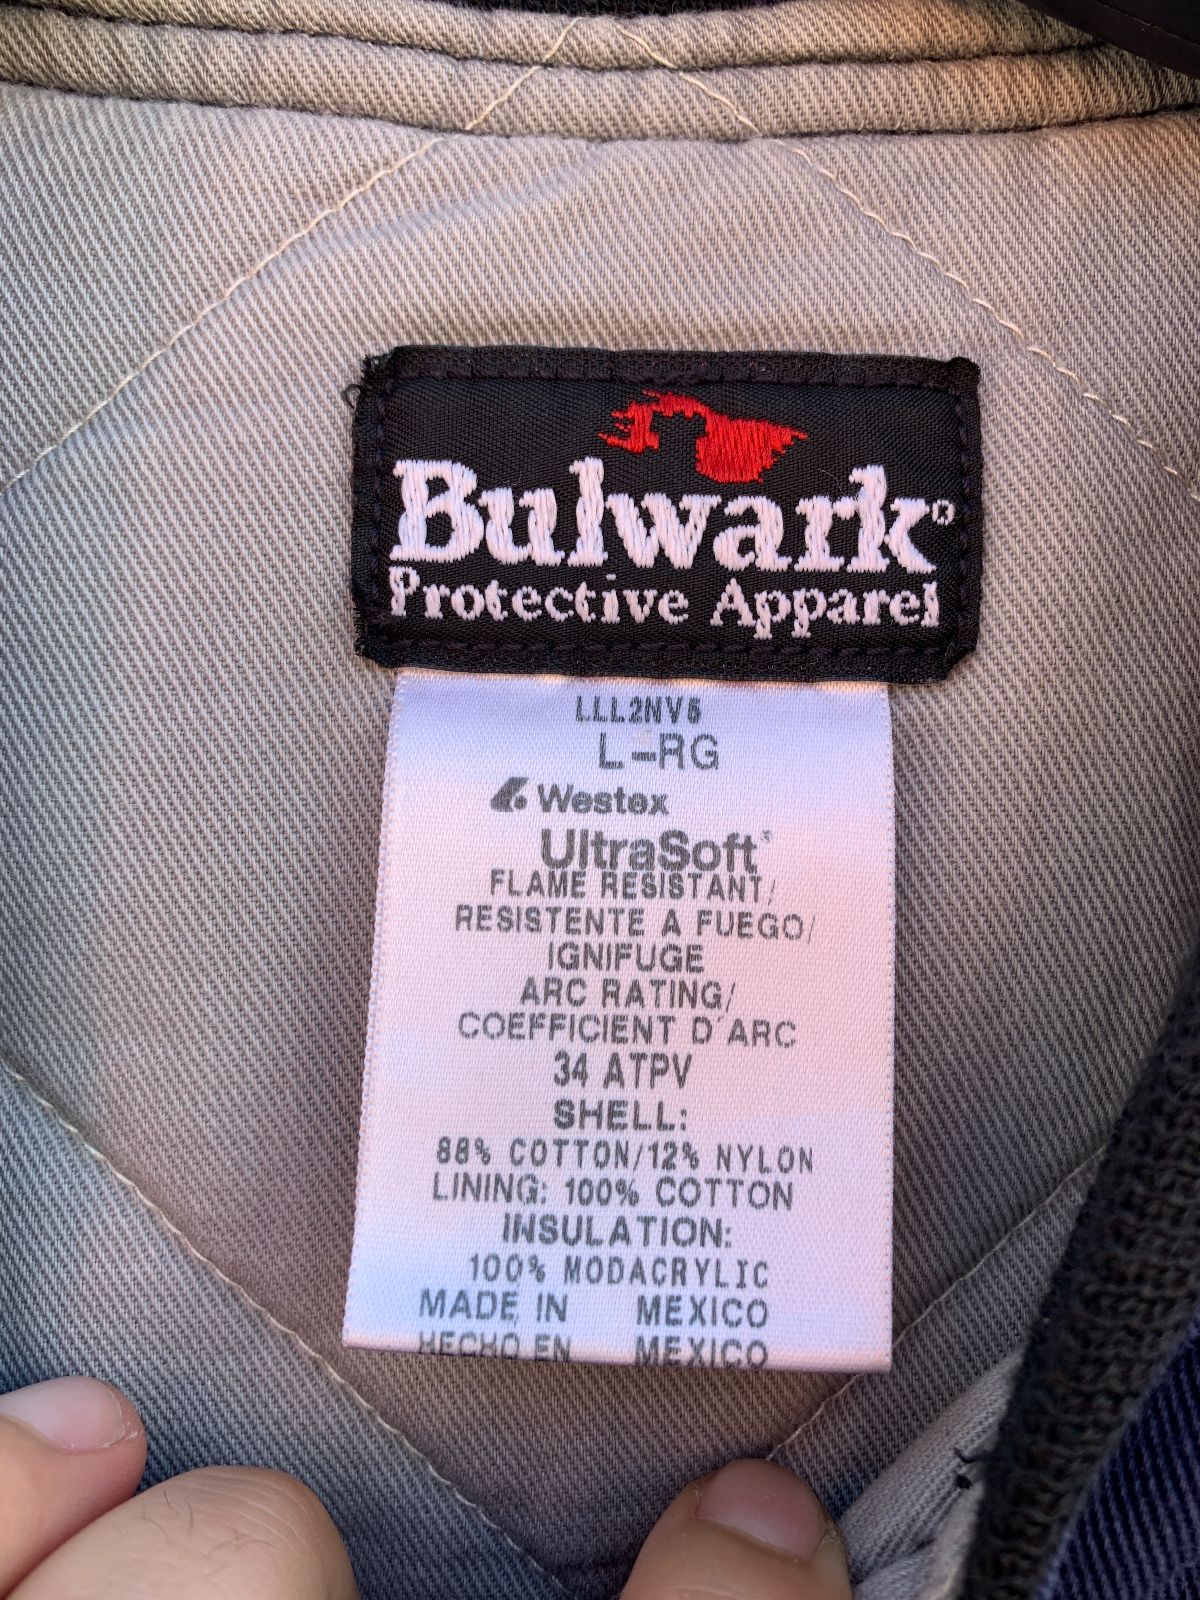 Bulwark®
Protective Apparel
LLL2NV5
L-RG
Westex
UltraSoft®
FLAME RESISTANT/
RESISTENTE A FUEGO/
IGNIFUGE
ARC RATING/
COEFFICIENT D'ARC
34 ATPV
SHELL:
88% COTTON/12% NYLON
LINING: 100% COTTON
INSULATION:
100% MODACRYLIC
MADE IN MEXICO
HECHO EN MEXICO